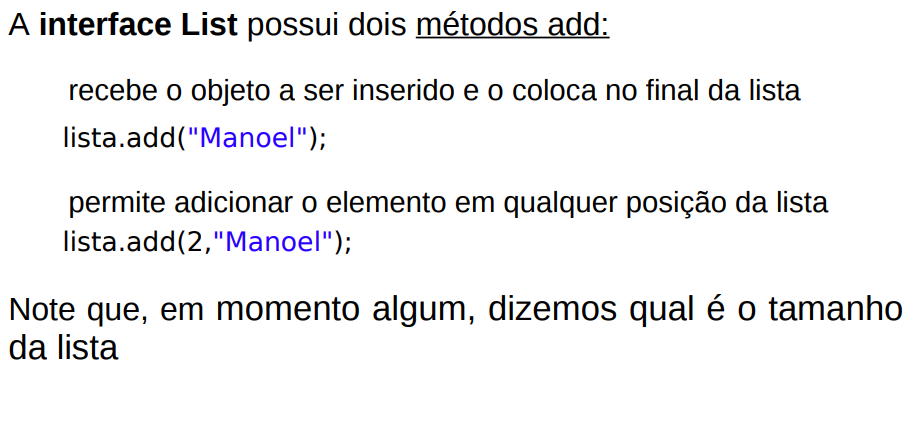 A interface List possui dois métodos add:
recebe o objeto a ser inserido e o coloca no final da lista
lista.add("Manoel");
permite adicionar o elemento em qualquer posição da lista
lista.add(2,"Manoel");
Note que, em momento algum, dizemos qual é o tamanho
da lista